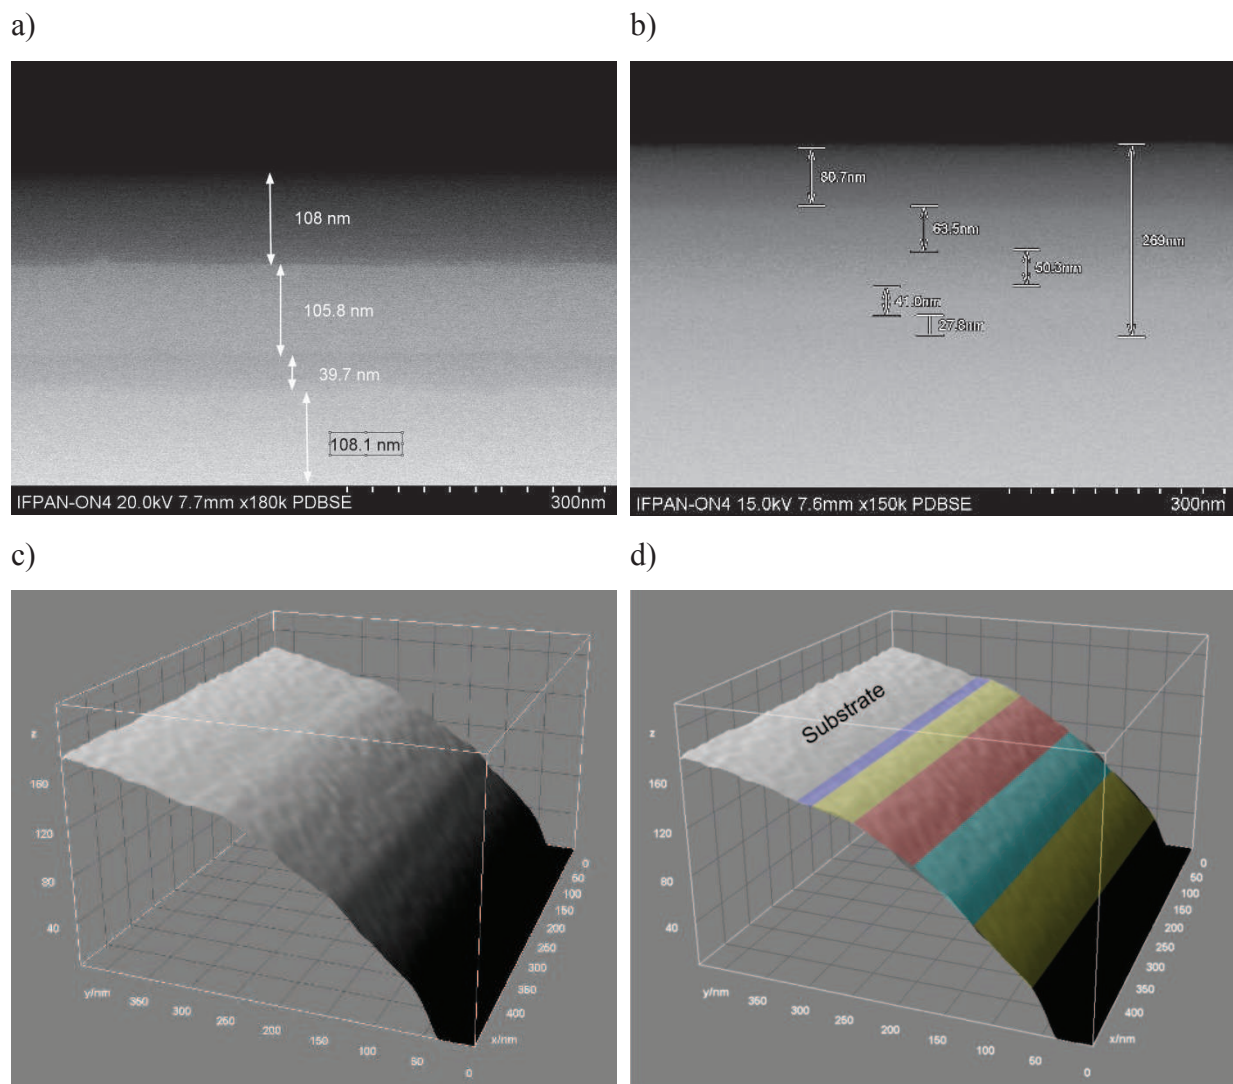 a)
b)
108 nm
105.8 nm
39.7 nm
108.1 nm
IFPAN-ON4 20.0kV 7.7mm x180k PDBSE 300nm
80.7nm
63.5nm
269nm
50.3nm
41.0nm
27.8nm
IFPAN-ON4 15.0kV 7.6mm x150k PDBSE 300nm
c)
d)
z
160
120
80
40
y/nm
350
300
250
200
150
100
50
0
x/nm
400
350
300
250
200
150
100
50
0
Substrate
z
160
120
80
40
y/nm
350
300
250
200
150
100
50
0
x/nm
400
350
300
250
200
150
100
50
0